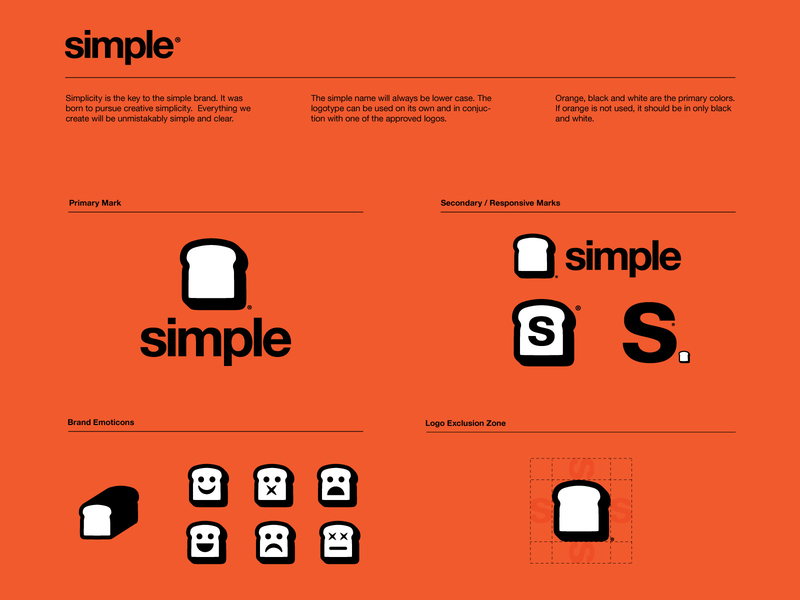 simple®
Simplicity is the key to the simple brand. It was
born to pursue creative simplicity.  Everything we
create will be unmistakably simple and clear.
The simple name will always be lower case. The
logotype can be used on its own and in conjuc-
tion with one of the approved logos.
Orange, black and white are the primary colors.
If orange is not used, it should be in only black
and white.
Primary Mark
®
simple
Secondary / Responsive Marks
simple
S®
S
Brand Emoticons
Logo Exclusion Zone
S
S S
S